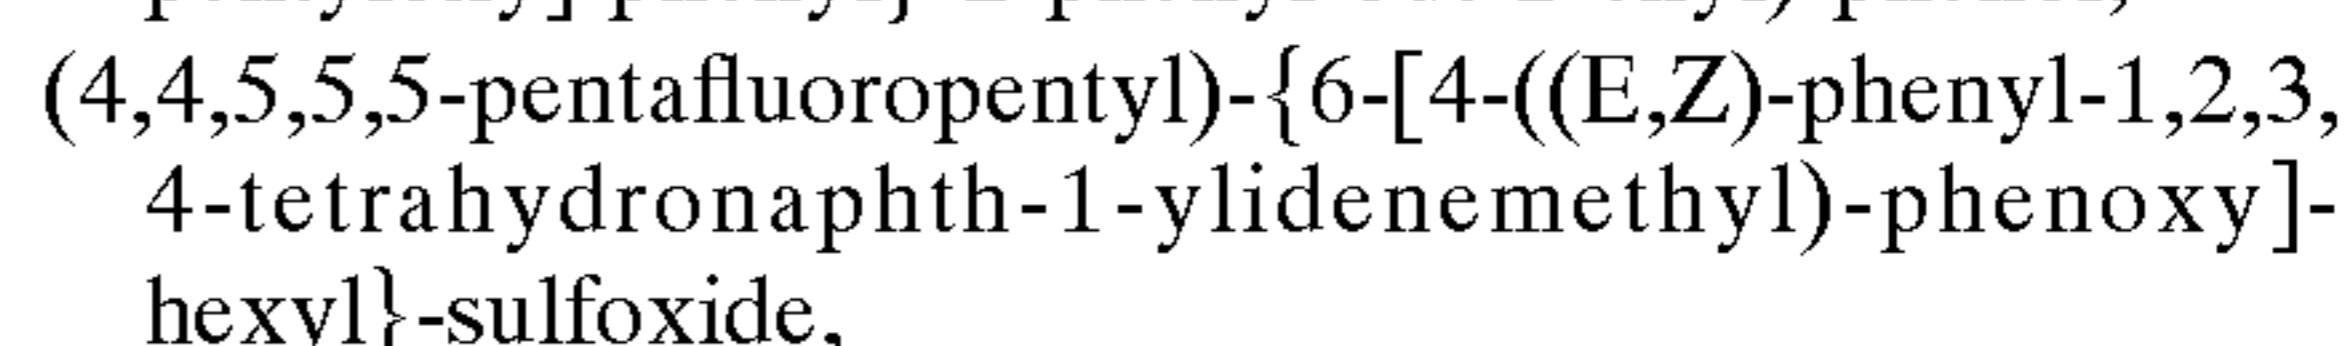 (4,4,5,5,5-pentafluoropentyl)-{6-[4-((E,Z)-phenyl-1,2,3,
4-tetrahydronaphth-1-ylidenemethyl)-phenoxy]-
hexyl}-sulfoxide,